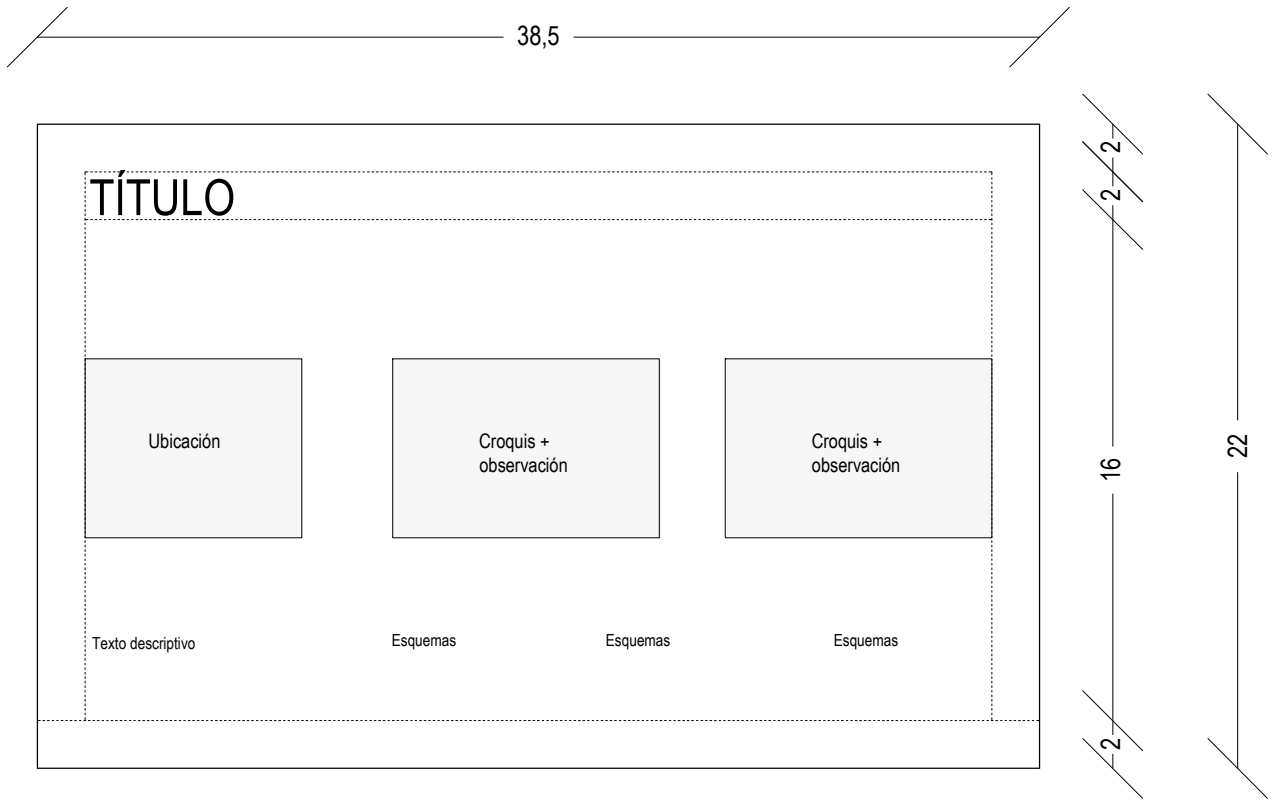 38,5
TÍTULO
2
2
Ubicación
Croquis +
observación
Croquis +
observación
16
22
Texto descriptivo
Esquemas
Esquemas
Esquemas
2